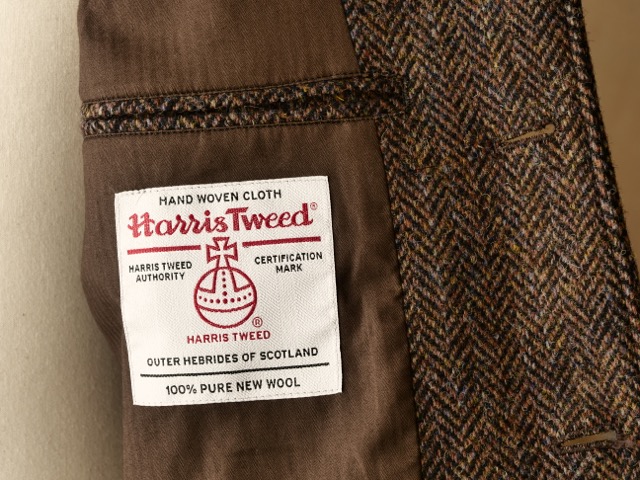 HAND WOVEN CLOTH
Harris Tweed®
HARRIS TWEED
AUTHORITY
CERTIFICATION
MARK
®
HARRIS TWEED
OUTER HEBRIDES OF SCOTLAND
100% PURE NEW WOOL